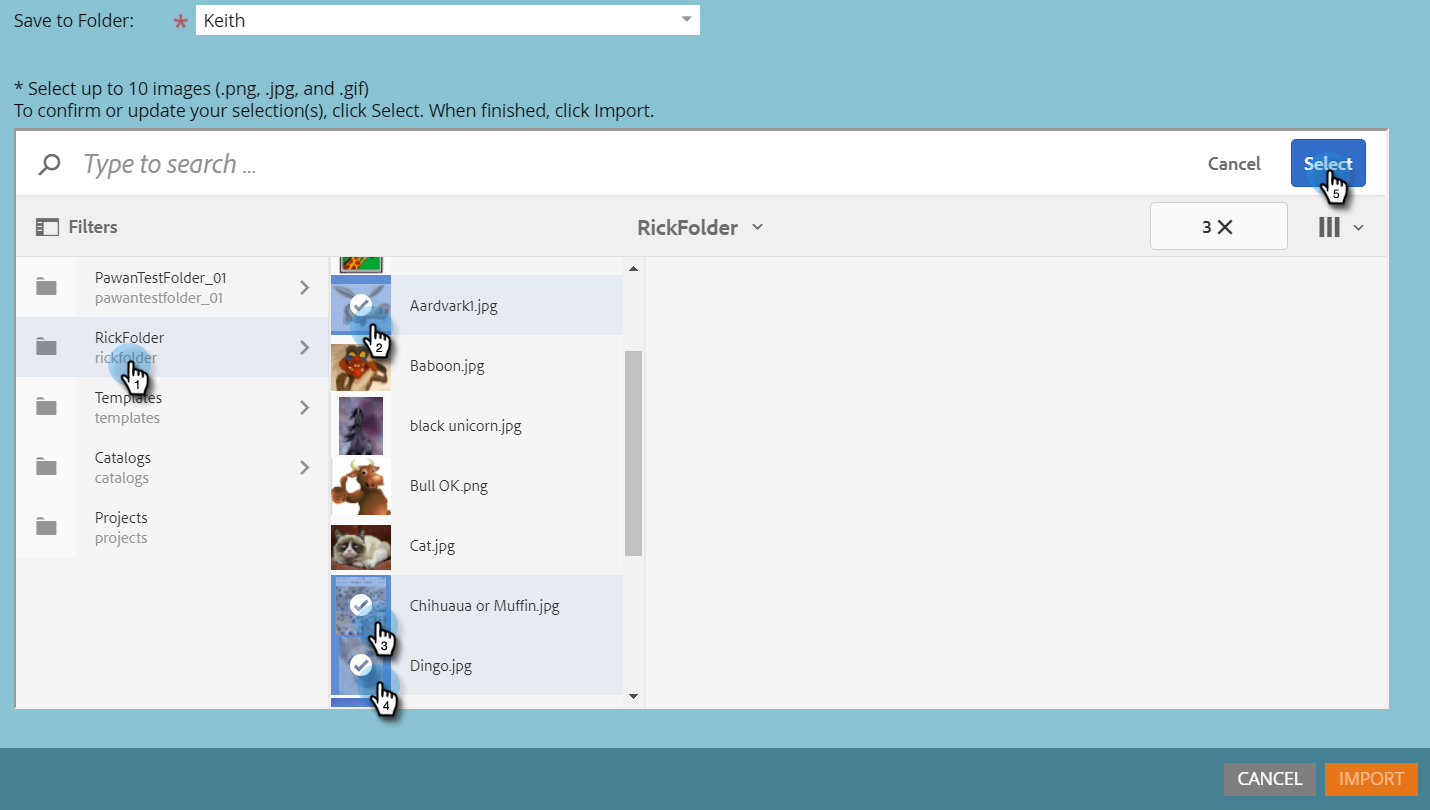 Save to Folder: * Keith
* Select up to 10 images (.png, .jpg, and .gif)
To confirm or update your selection(s), click Select. When finished, click Import.
Type to search ...
Cancel
Select
5
Filters
RickFolder
3 ✕
PawanTestFolder_01
pawantestfolder_01
RickFolder
rickfolder
1
Templates
templates
Catalogs
catalogs
Projects
projects
Aardvark1.jpg
2
Baboon.jpg
black unicorn.jpg
Bull OK.png
Cat.jpg
Chihuaua or Muffin.jpg
3
Dingo.jpg
4
CANCEL
IMPORT